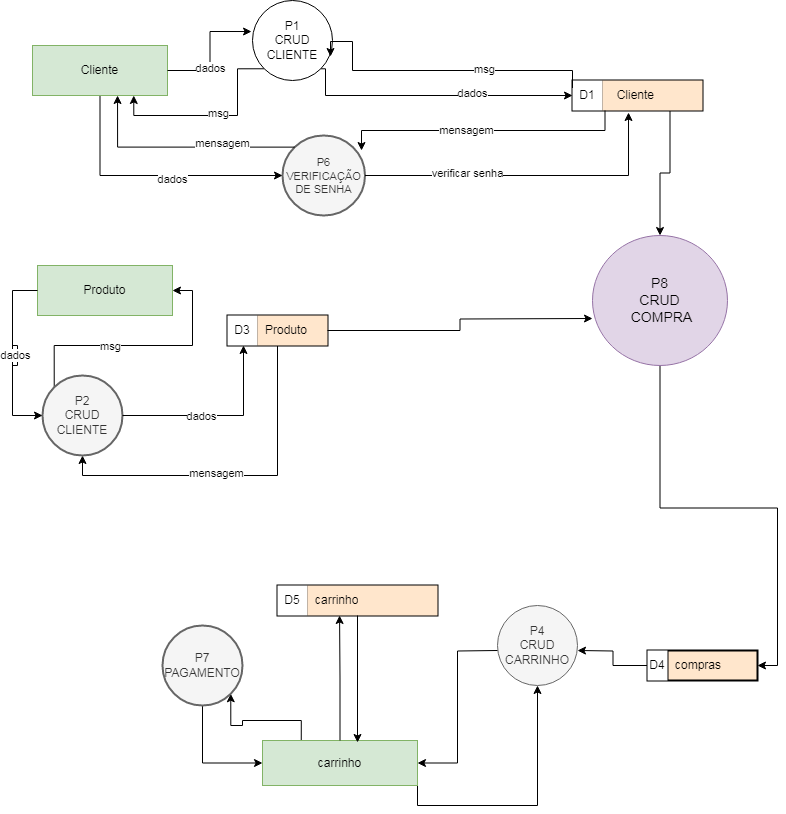 P1
CRUD
CLIENTE
Cliente
dados
msg
msg
dados
D1
Cliente
mensagem
mensagem
P6
VERIFICAÇÃO
DE SENHA
verificar senha
dados
P8
CRUD
COMPRA
Produto
D3
Produto
msg
dados
P2
CRUD
CLIENTE
dados
mensagem
D5
carrinho
P4
CRUD
CARRINHO
P7
PAGAMENTO
D4
compras
carrinho